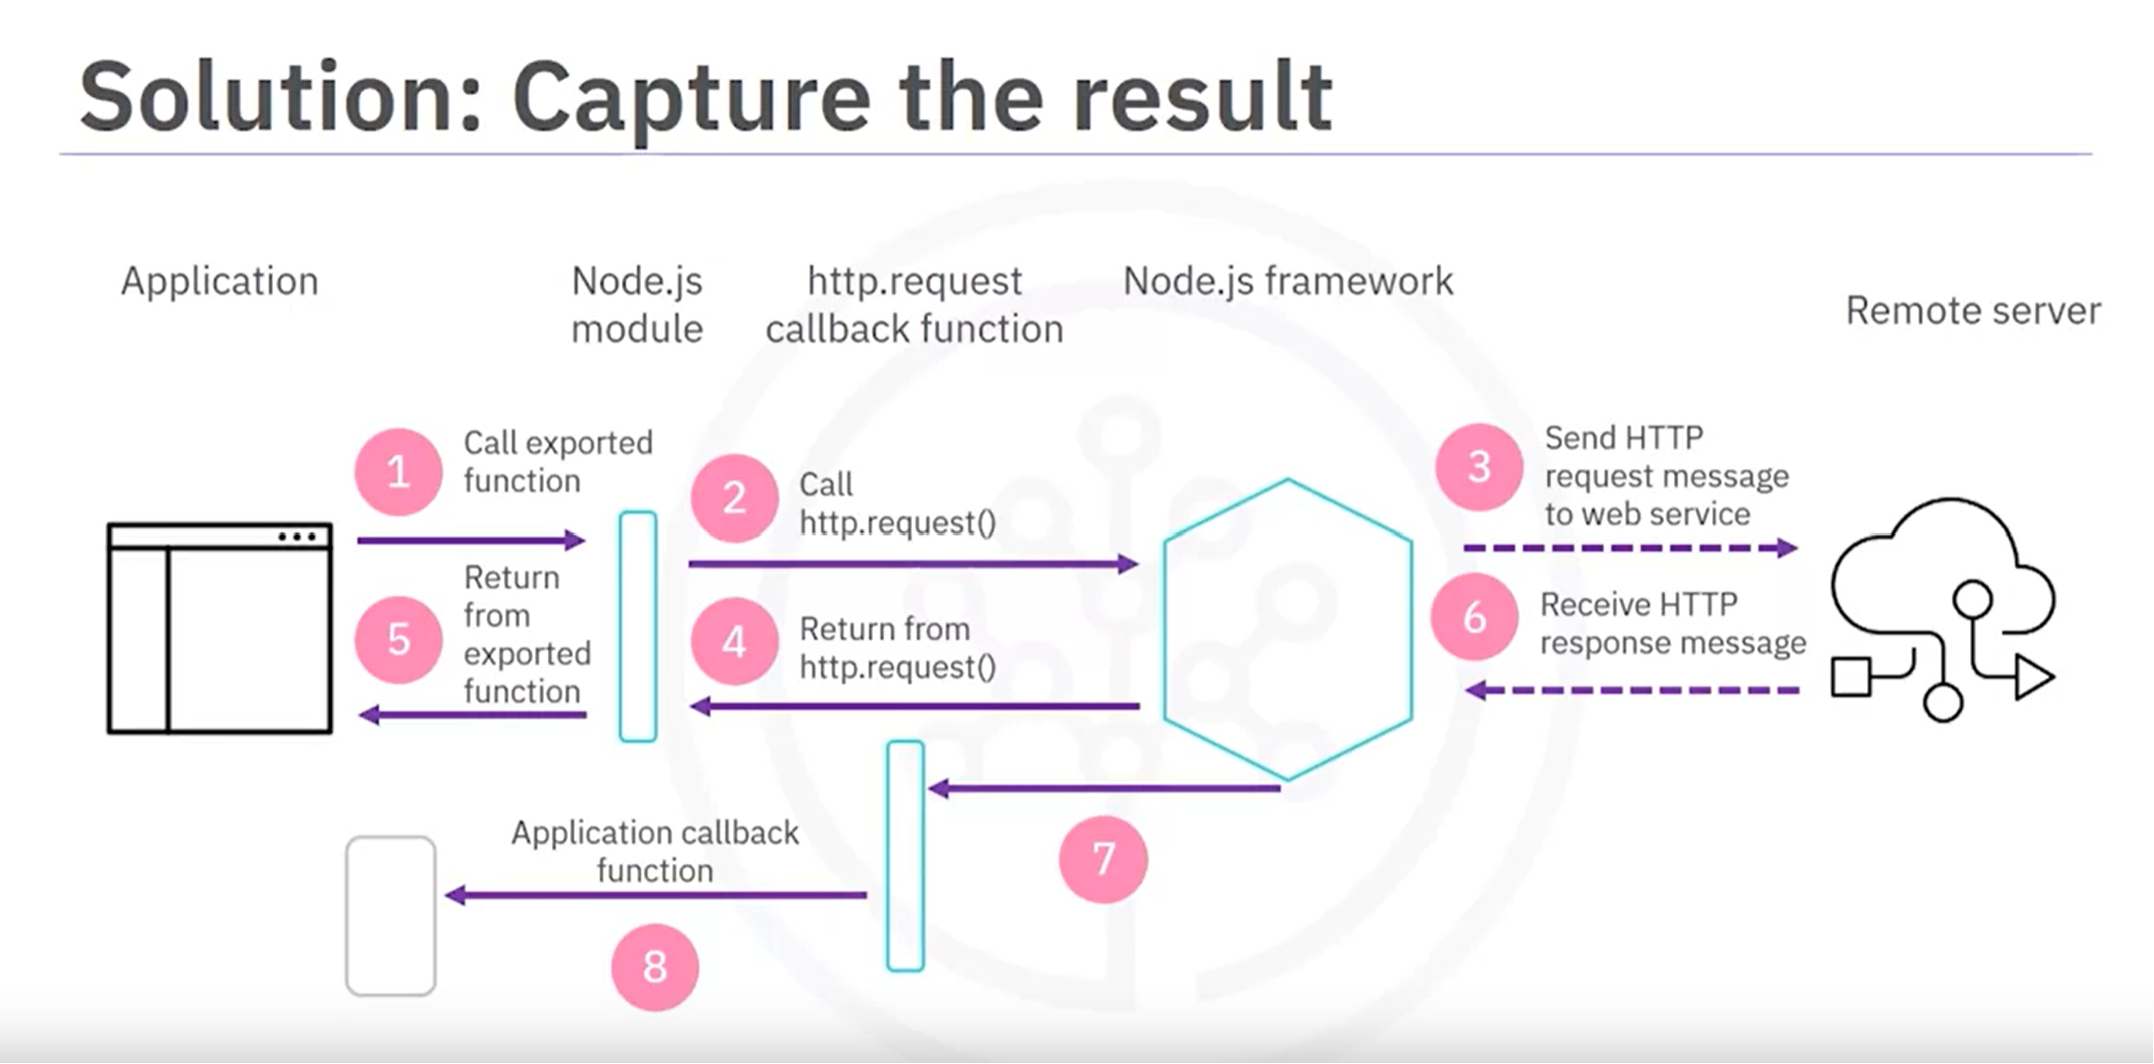 Solution: Capture the result
Application
Node.js
module
http.request
callback function
Node.js framework
Remote server
1
Call exported
function
2
Call
http.request()
3
Send HTTP
request message
to web service
5
Return
from
exported
function
4
Return from
http.request()
6
Receive HTTP
response message
Application callback
function
7
8